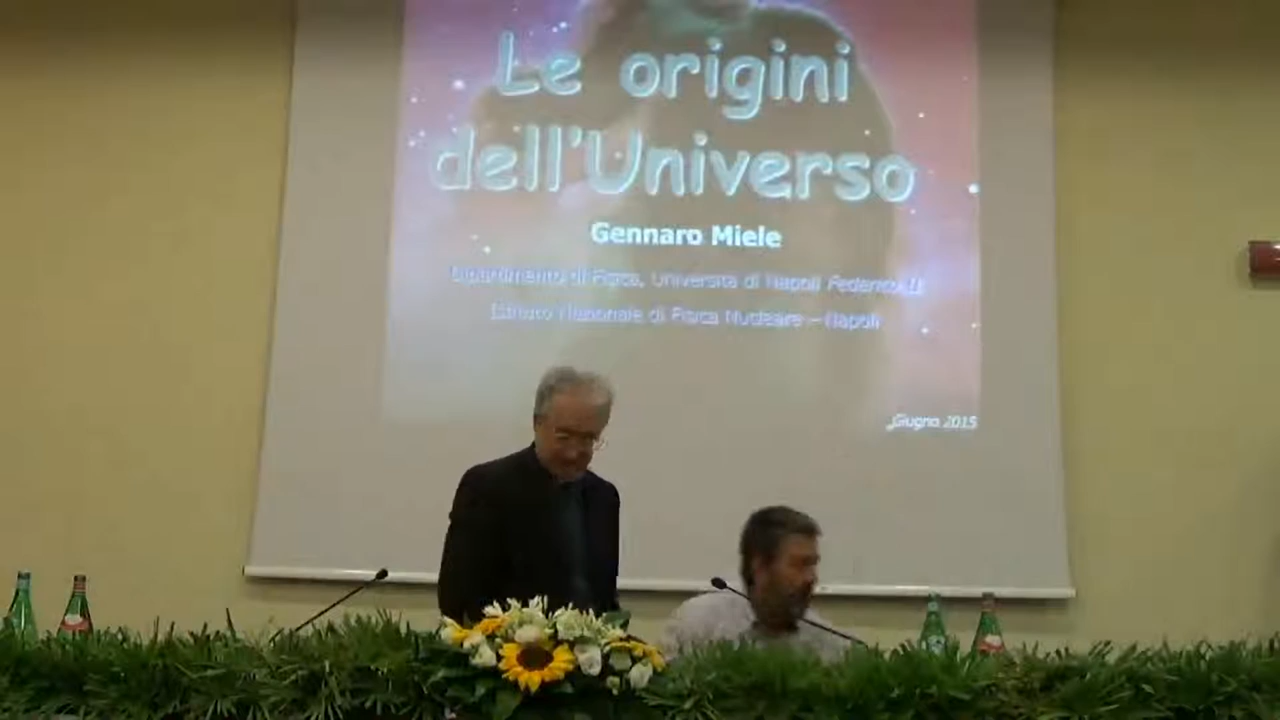 Le origini
dell'Universo
Gennaro Miele
Dipartimento di Fisica, Università di Napoli Federico II
Istituto Nazionale di Fisica Nucleare – Napoli
Giugno 2015